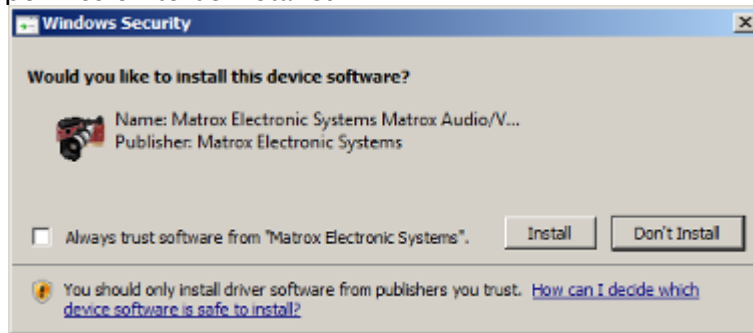 Windows Security
Would you like to install this device software?
Name: Matrox Electronic Systems Matrox Audio/V...
Publisher: Matrox Electronic Systems
Always trust software from "Matrox Electronic Systems".
Install
Don't Install
You should only install driver software from publishers you trust. How can I decide which
device software is safe to install?